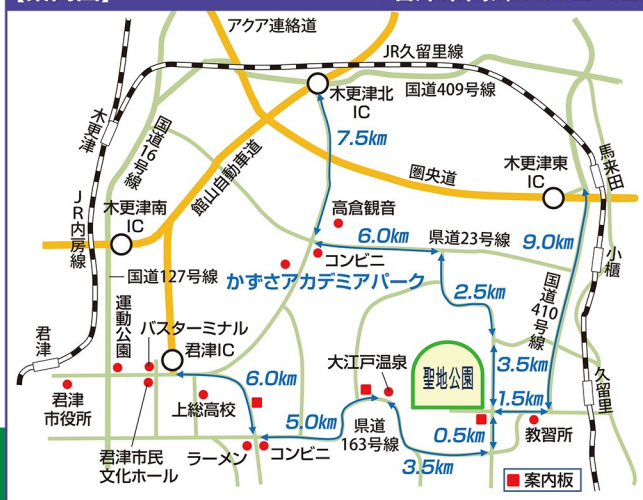 アクア連絡道
JR久留里線
木更津北
IC
国道409号線
木更津
国道16号線
7.5km
館山自動車道
圏央道
木更津東
IC
馬来田
JR内房線
木更津南
IC
高倉観音
6.0km
県道23号線
9.0km
コンビニ
小櫃
国道127号線
かずさアカデミアパーク
2.5km
国道410号線
運動公園
バスターミナル
君津
君津IC
大江戸温泉
聖地公園
3.5km
久留里
君津
市役所
6.0km
上総高校
1.5km
5.0km
県道
163号線
0.5km
教習所
君津市民
文化ホール
ラーメン
コンビニ
3.5km
案内板